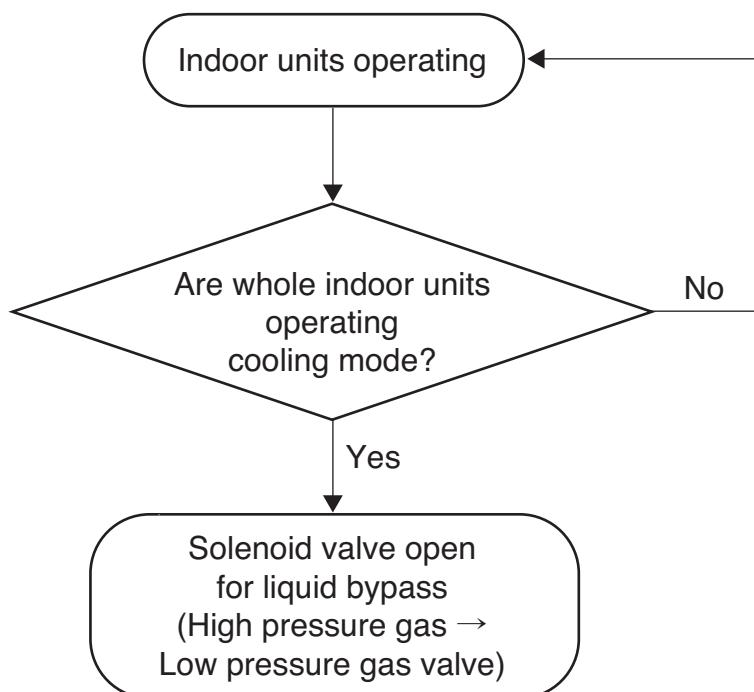 Indoor units operating
Are whole indoor units
operating
cooling mode?
No
Yes
Solenoid valve open
for liquid bypass
(High pressure gas →
Low pressure gas valve)